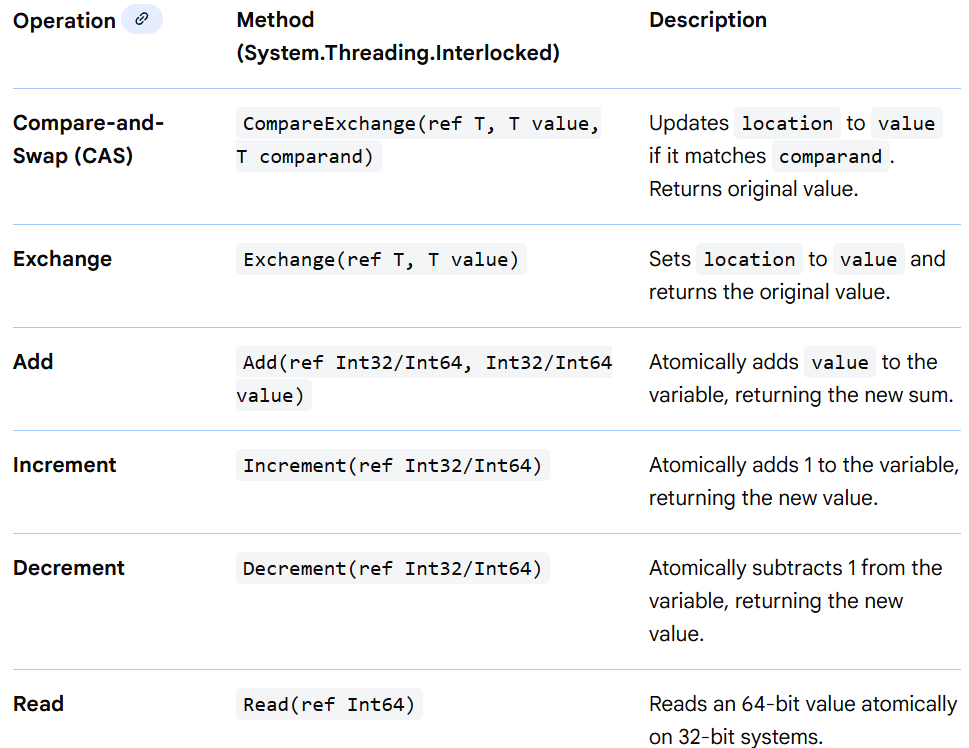 Operation
Method
(System.Threading.Interlocked)
Description
Compare-and-
Swap (CAS)
CompareExchange(ref T, T value,
T comparand)
Updates location to value
if it matches comparand.
Returns original value.
Exchange
Exchange(ref T, T value)
Sets location to value and
returns the original value.
Add
Add(ref Int32/Int64, Int32/Int64
value)
Atomically adds value to the
variable, returning the new sum.
Increment
Increment(ref Int32/Int64)
Atomically adds 1 to the variable,
returning the new value.
Decrement
Decrement(ref Int32/Int64)
Atomically subtracts 1 from the
variable, returning the new
value.
Read
Read(ref Int64)
Reads an 64-bit value atomically
on 32-bit systems.